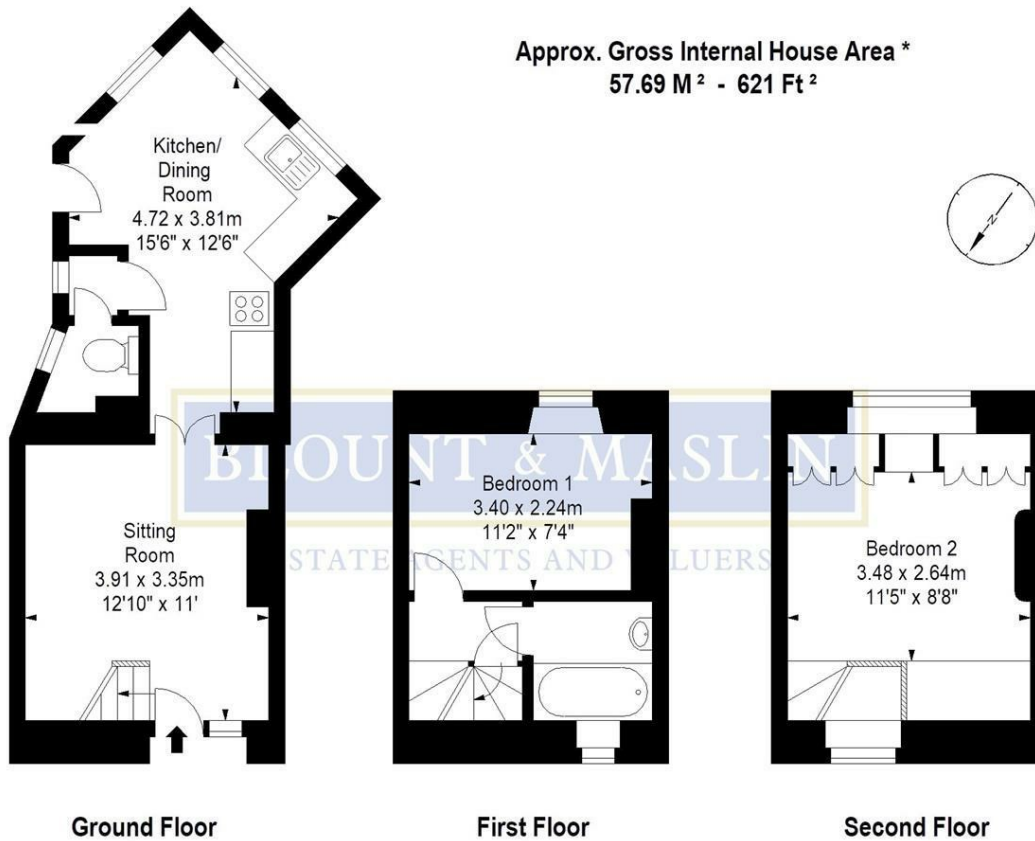 Approx. Gross Internal House Area *
57.69 M² - 621 Ft²
Kitchen/
Dining
Room
4.72 x 3.81m
15'6" x 12'6"
N
BLOUNT & MASLIN
STATE AGENTS AND VALUERS
Sitting
Room
3.91 x 3.35m
12'10" x 11'
Bedroom 1
3.40 x 2.24m
11'2" x 7'4"
Bedroom 2
3.48 x 2.64m
11'5" x 8'8"
Ground Floor
First Floor
Second Floor